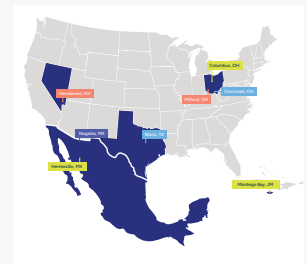 Columbus, OH
Henderson, NV
Milford, OH
Cincinnati, OH
Nogales, MX
Waco, TX
Hermosillo, MX
Montego Bay, JM